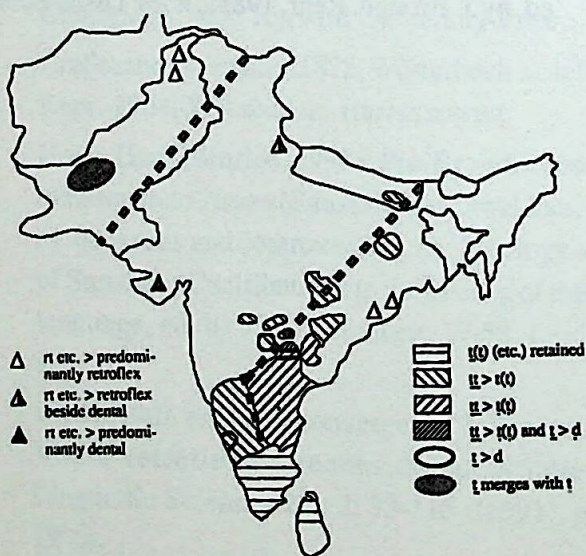 rt etc. > predomi-
nantly retroflex
rt etc. > retroflex
beside dental
rt etc. > predomi-
nantly dental
ṯ(ṯ) (etc.) retained
ṯṯ > t(t)
ṯṯ > ṭ(ṭ)
ṯṯ > ṭ(ṭ) and ṯ > ḍ
ṯ > d
ṯ merges with ṭ